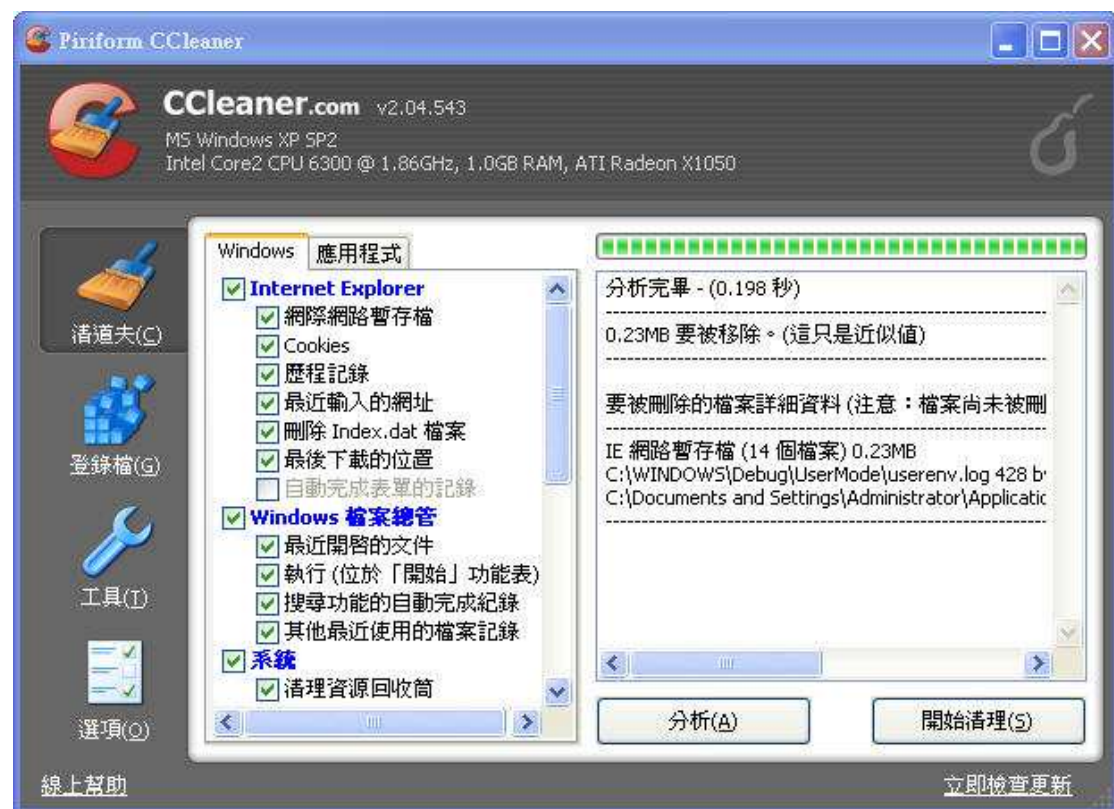 Piriform CCleaner
CCleaner.com v2.04.543
MS Windows XP SP2
Intel Core2 CPU 6300 @ 1.86GHz, 1.0GB RAM, ATI Radeon X1050
清道夫(C)
登錄檔(G)
工具(T)
選項(O)
Windows
應用程式
Internet Explorer
網際網路暫存檔
Cookies
歷程記錄
最近輸入的網址
刪除 Index.dat 檔案
最後下載的位置
自動完成表單的記錄
Windows 檔案總管
最近開啓的文件
執行 (位於「開始」功能表)
搜尋功能的自動完成紀錄
其他最近使用的檔案記錄
系統
清理資源回收筒
分析完畢 - (0.198 秒)
0.23MB 要被移除。(這只是近似值)
要被刪除的檔案詳細資料 (注意：檔案尚未被刪
IE 網路暫存檔 (14 個檔案) 0.23MB
C:\WINDOWS\Debug\UserMode\userenv.log 428 b
C:\Documents and Settings\Administrator\Applicatic
分析(A)
開始清理(S)
線上幫助
立即檢查更新